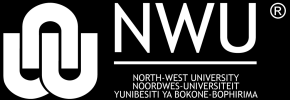 NWU ®
NORTH-WEST UNIVERSITY
NOORDWES-UNIVERSITEIT
YUNIBESITI YA BOKONE-BOPHIRIMA